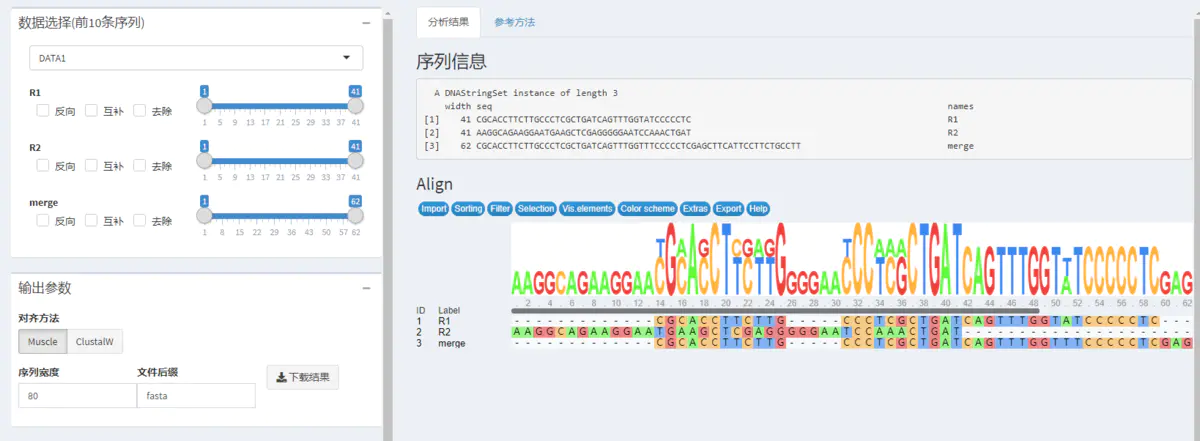 数据选择(前10条序列)
DATA1
R1
反向 互补 去除
1 41
1 5 9 13 17 21 25 29 33 37 41
R2
反向 互补 去除
1 41
1 5 9 13 17 21 25 29 33 37 41
merge
反向 互补 去除
1 62
1 8 15 22 29 36 43 50 57 62
输出参数
对齐方法
Muscle ClustalW
序列宽度 文件后缀
80 fasta
下载结果
分析结果 参考方法
序列信息
A DNAStringSet instance of length 3
width seq names
[1] 41 CGCACCTTCTTGCCCTCGCTGATCAGTTTGGTATCCCCCTC R1
[2] 41 AAGGCAGAAGGAATGAAGCTCGAGGGGGAATCCAAACTGAT R2
[3] 62 CGCACCTTCTTGCCCTCGCTGATCAGTTTGGTTTCCCCCTCGAGCTTCATTCCTTCTGCCTT merge
Align
Import Sorting Filter Selection Vis.elements Color scheme Extras Export Help
. 2 . 4 . 6 . 8 . 10 . 12 . 14 . 16 . 18 . 20 . 22 . 24 . 26 . 28 . 30 . 32 . 34 . 36 . 38 . 40 . 42 . 44 . 46 . 48 . 50 . 52 . 54 . 56 . 58 . 60 . 62
ID Label
1 R1 - - - - - - - - - - - - - C G C A C C T T C T T G - - - - - C C C T C G C T G A T C A G T T T G G T A T C C C C C T C - - -
2 R2 A A G G C A G A A G G A A T G A A G C T C G A G G G G G A A T C C A A A C T G A T - - - - - - - - - - - - - - - - - - - - -
3 merge - - - - - - - - - - - - - C G C A C C T T C T T G - - - - - C C C T C G C T G A T C A G T T T G G T T T C C C C C T C G A G